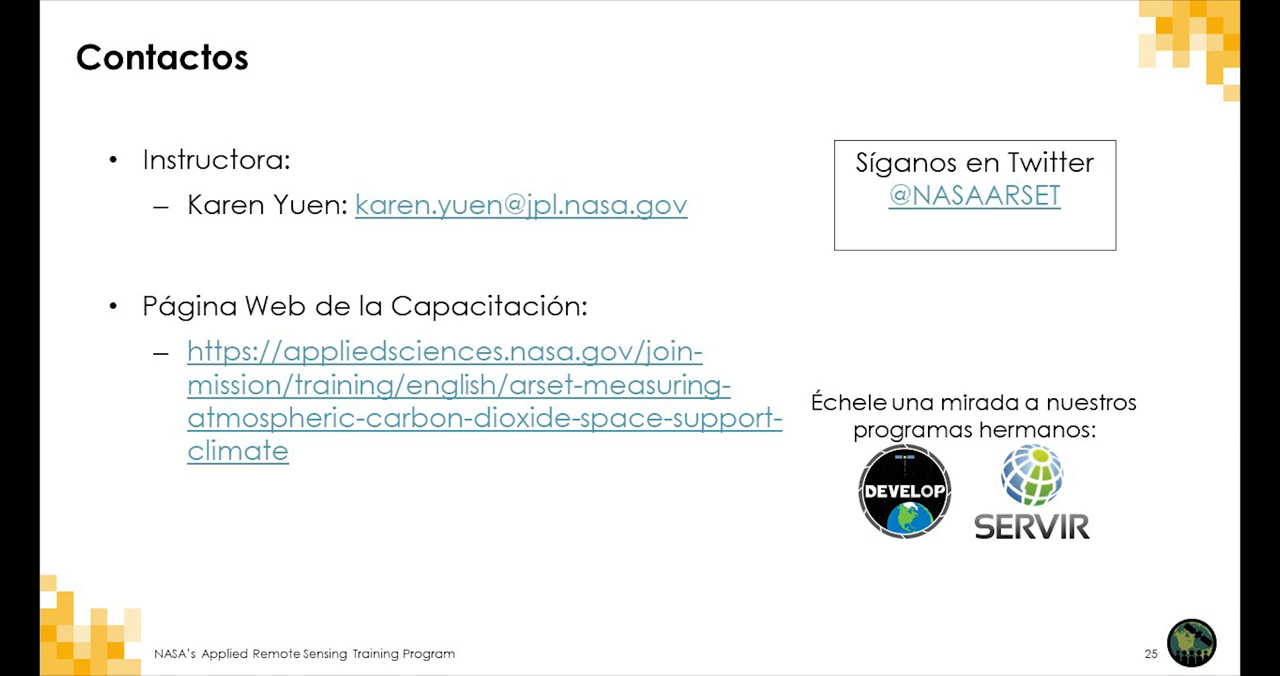 Contactos
• Instructora:
– Karen Yuen: karen.yuen@jpl.nasa.gov
• Página Web de la Capacitación:
– https://appliedsciences.nasa.gov/join-
mission/training/english/arset-measuring-
atmospheric-carbon-dioxide-space-support-
climate
Síganos en Twitter
@NASAARSET
Échele una mirada a nuestros
programas hermanos:
DEVELOP
SERVIR
NASA's Applied Remote Sensing Training Program
25